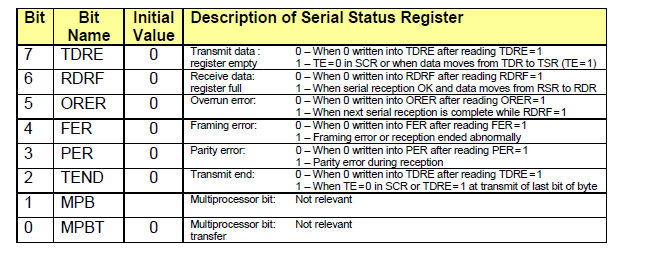 Bit Bit Name Initial Value Description of Serial Status Register
7 TDRE 0 Transmit data : 0 – When 0 written into TDRE after reading TDRE=1
register empty 1 – TE=0 in SCR or when data moves from TDR to TSR (TE=1)
6 RDRF 0 Receive data: 0 – When 0 written into RDRF after reading RDRF=1
register full 1 – When serial reception OK and data moves from RSR to RDR
5 ORER 0 Overrun error: 0 – When 0 written into ORER after reading ORER=1
1 – When next serial reception is complete while RDRF=1
4 FER 0 Framing error: 0 – When 0 written into FER after reading FER=1
1 – Framing error or reception ended abnormally
3 PER 0 Parity error: 0 – When 0 written into PER after reading PER=1
1 – Parity error during reception
2 TEND 0 Transmit end: 0 – When 0 written into TDRE after reading TDRE=1
1 – When TE=0 in SCR or TDRE=1 at transmit of last bit of byte
1 MPB Multiprocessor bit: Not relevant
0 MPBT 0 Multiprocessor bit: Not relevant
transfer